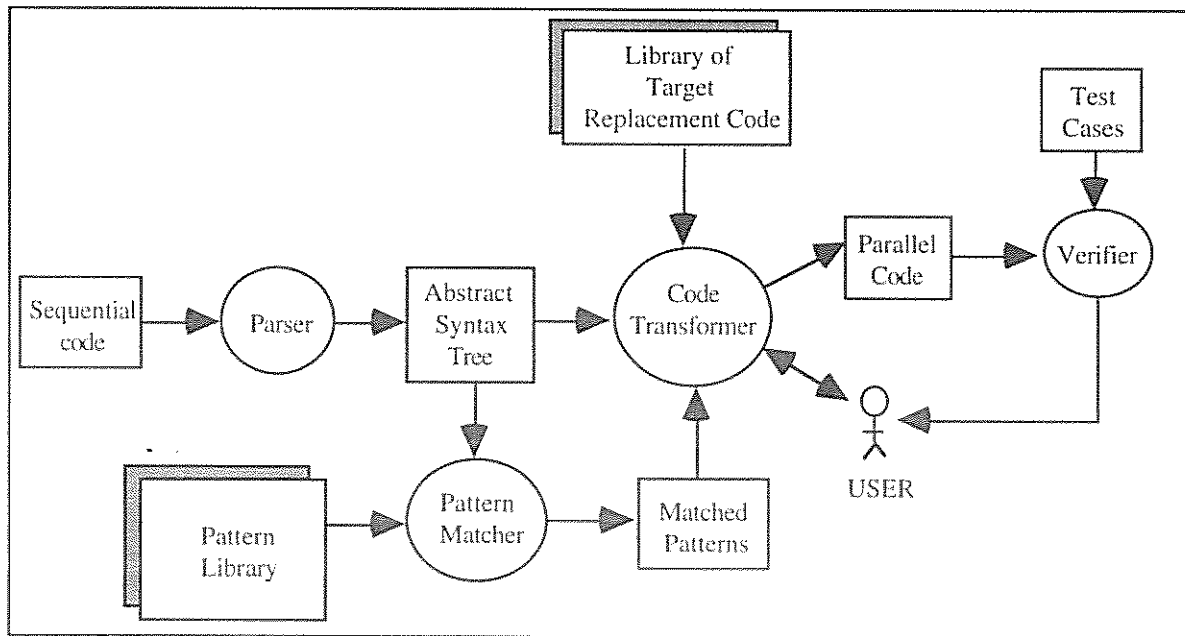 Library of
Target
Replacement Code
Test
Cases
Sequential
code
Parser
Abstract
Syntax
Tree
Code
Transformer
Parallel
Code
Verifier
USER
Pattern
Library
Pattern
Matcher
Matched
Patterns